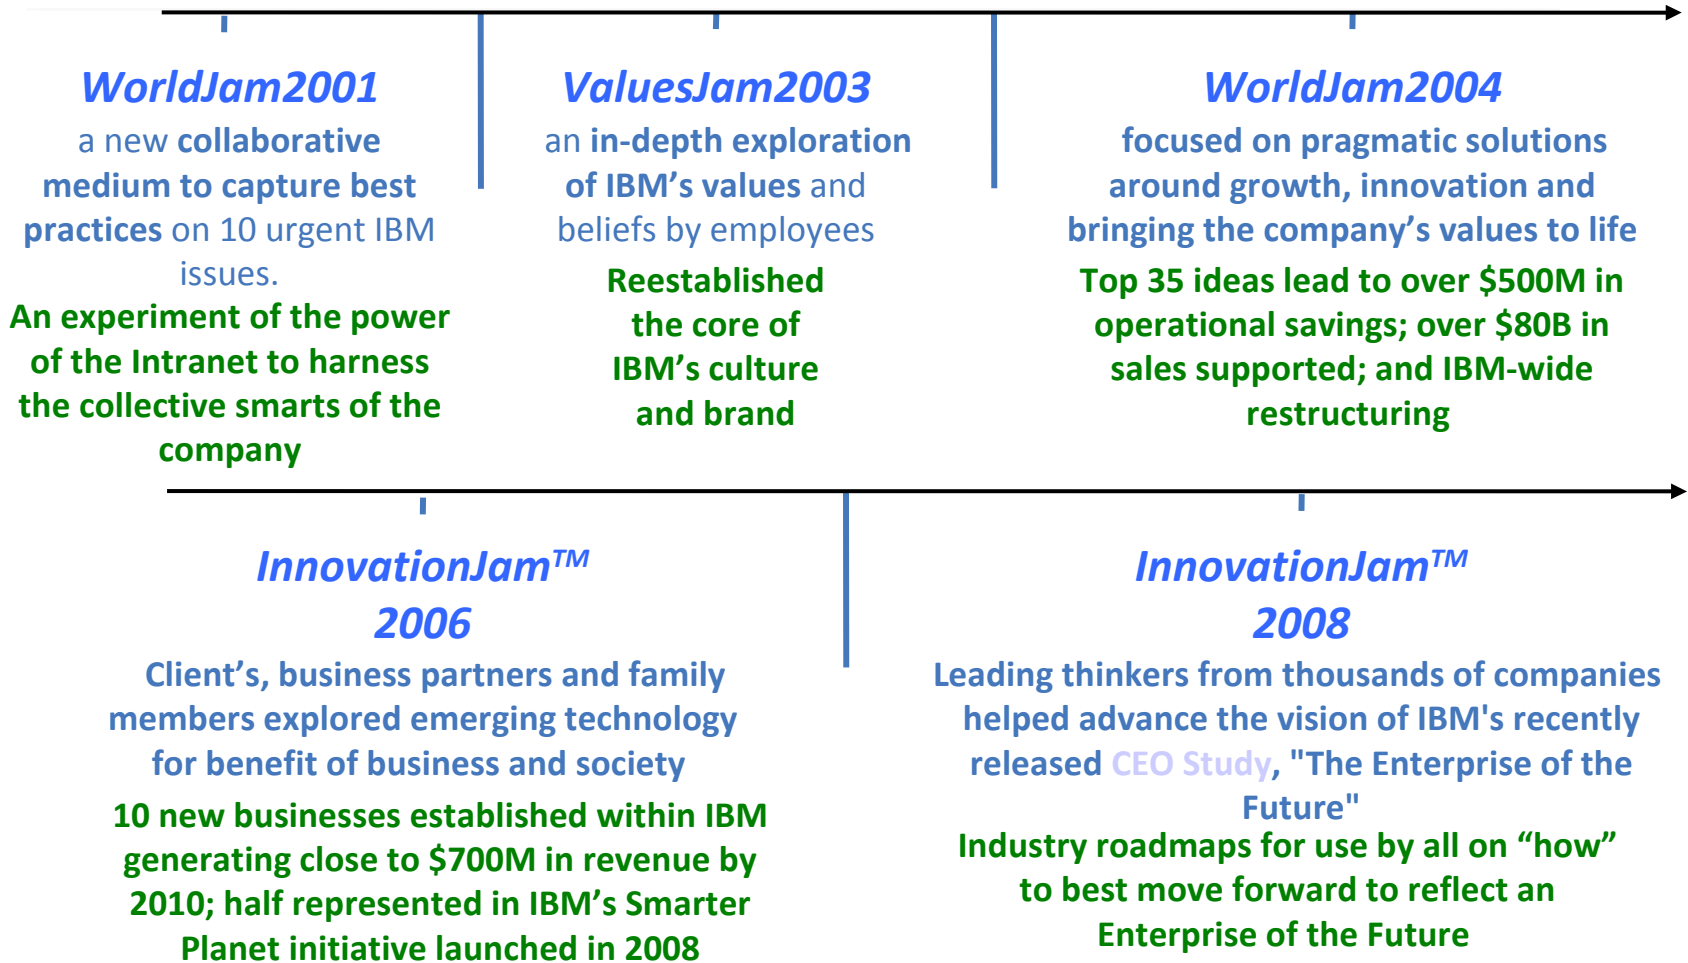 WorldJam2001
a new collaborative
medium to capture best
practices on 10 urgent IBM
issues.
An experiment of the power
of the Intranet to harness
the collective smarts of the
company
ValuesJam2003
an in-depth exploration
of IBM’s values and
beliefs by employees
Reestablished
the core of
IBM’s culture
and brand
WorldJam2004
focused on pragmatic solutions
around growth, innovation and
bringing the company’s values to life
Top 35 ideas lead to over $500M in
operational savings; over $80B in
sales supported; and IBM-wide
restructuring
InnovationJam™
2006
Client’s, business partners and family
members explored emerging technology
for benefit of business and society
10 new businesses established within IBM
generating close to $700M in revenue by
2010; half represented in IBM’s Smarter
Planet initiative launched in 2008
InnovationJam™
2008
Leading thinkers from thousands of companies
helped advance the vision of IBM's recently
released CEO Study, "The Enterprise of the
Future"
Industry roadmaps for use by all on “how”
to best move forward to reflect an
Enterprise of the Future